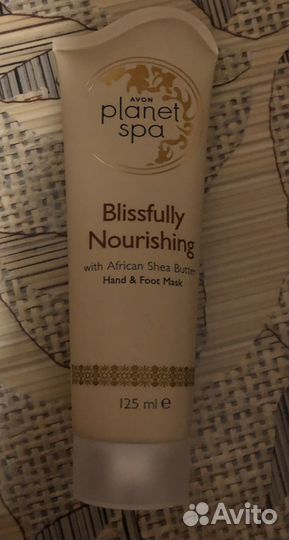 AVON
planet
spa
Blissfully
Nourishing
with African Shea Butter
Hand & Foot Mask
125 ml e
Avito